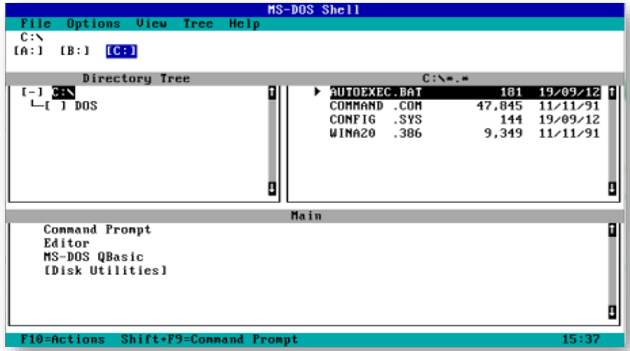 MS-DOS Shell
File Options View Tree Help
C:\
[A:] [B:] [C:]
Directory Tree
[-] C:\
[ ] DOS
C:\*.*
AUTOEXEC.BAT 181 19/09/12
COMMAND .COM 47,845 11/11/91
CONFIG .SYS 144 19/09/12
WINA20 .386 9,349 11/11/91
Main
Command Prompt
Editor
MS-DOS QBasic
[Disk Utilities]
F10=Actions Shift+F9=Command Prompt 15:37